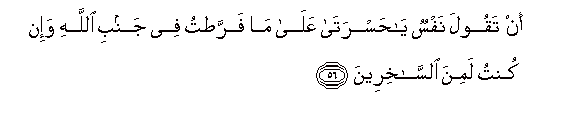 أَنْ تَقُولَ نَفْسٌ يَـٰحَسْرَتَىٰ عَلَىٰ مَا فَرَّطتُ فِى جَنۢبِ ٱللَّهِ وَإِن
كُنتُ لَمِنَ ٱلسَّـٰخِرِينَ ٥٦